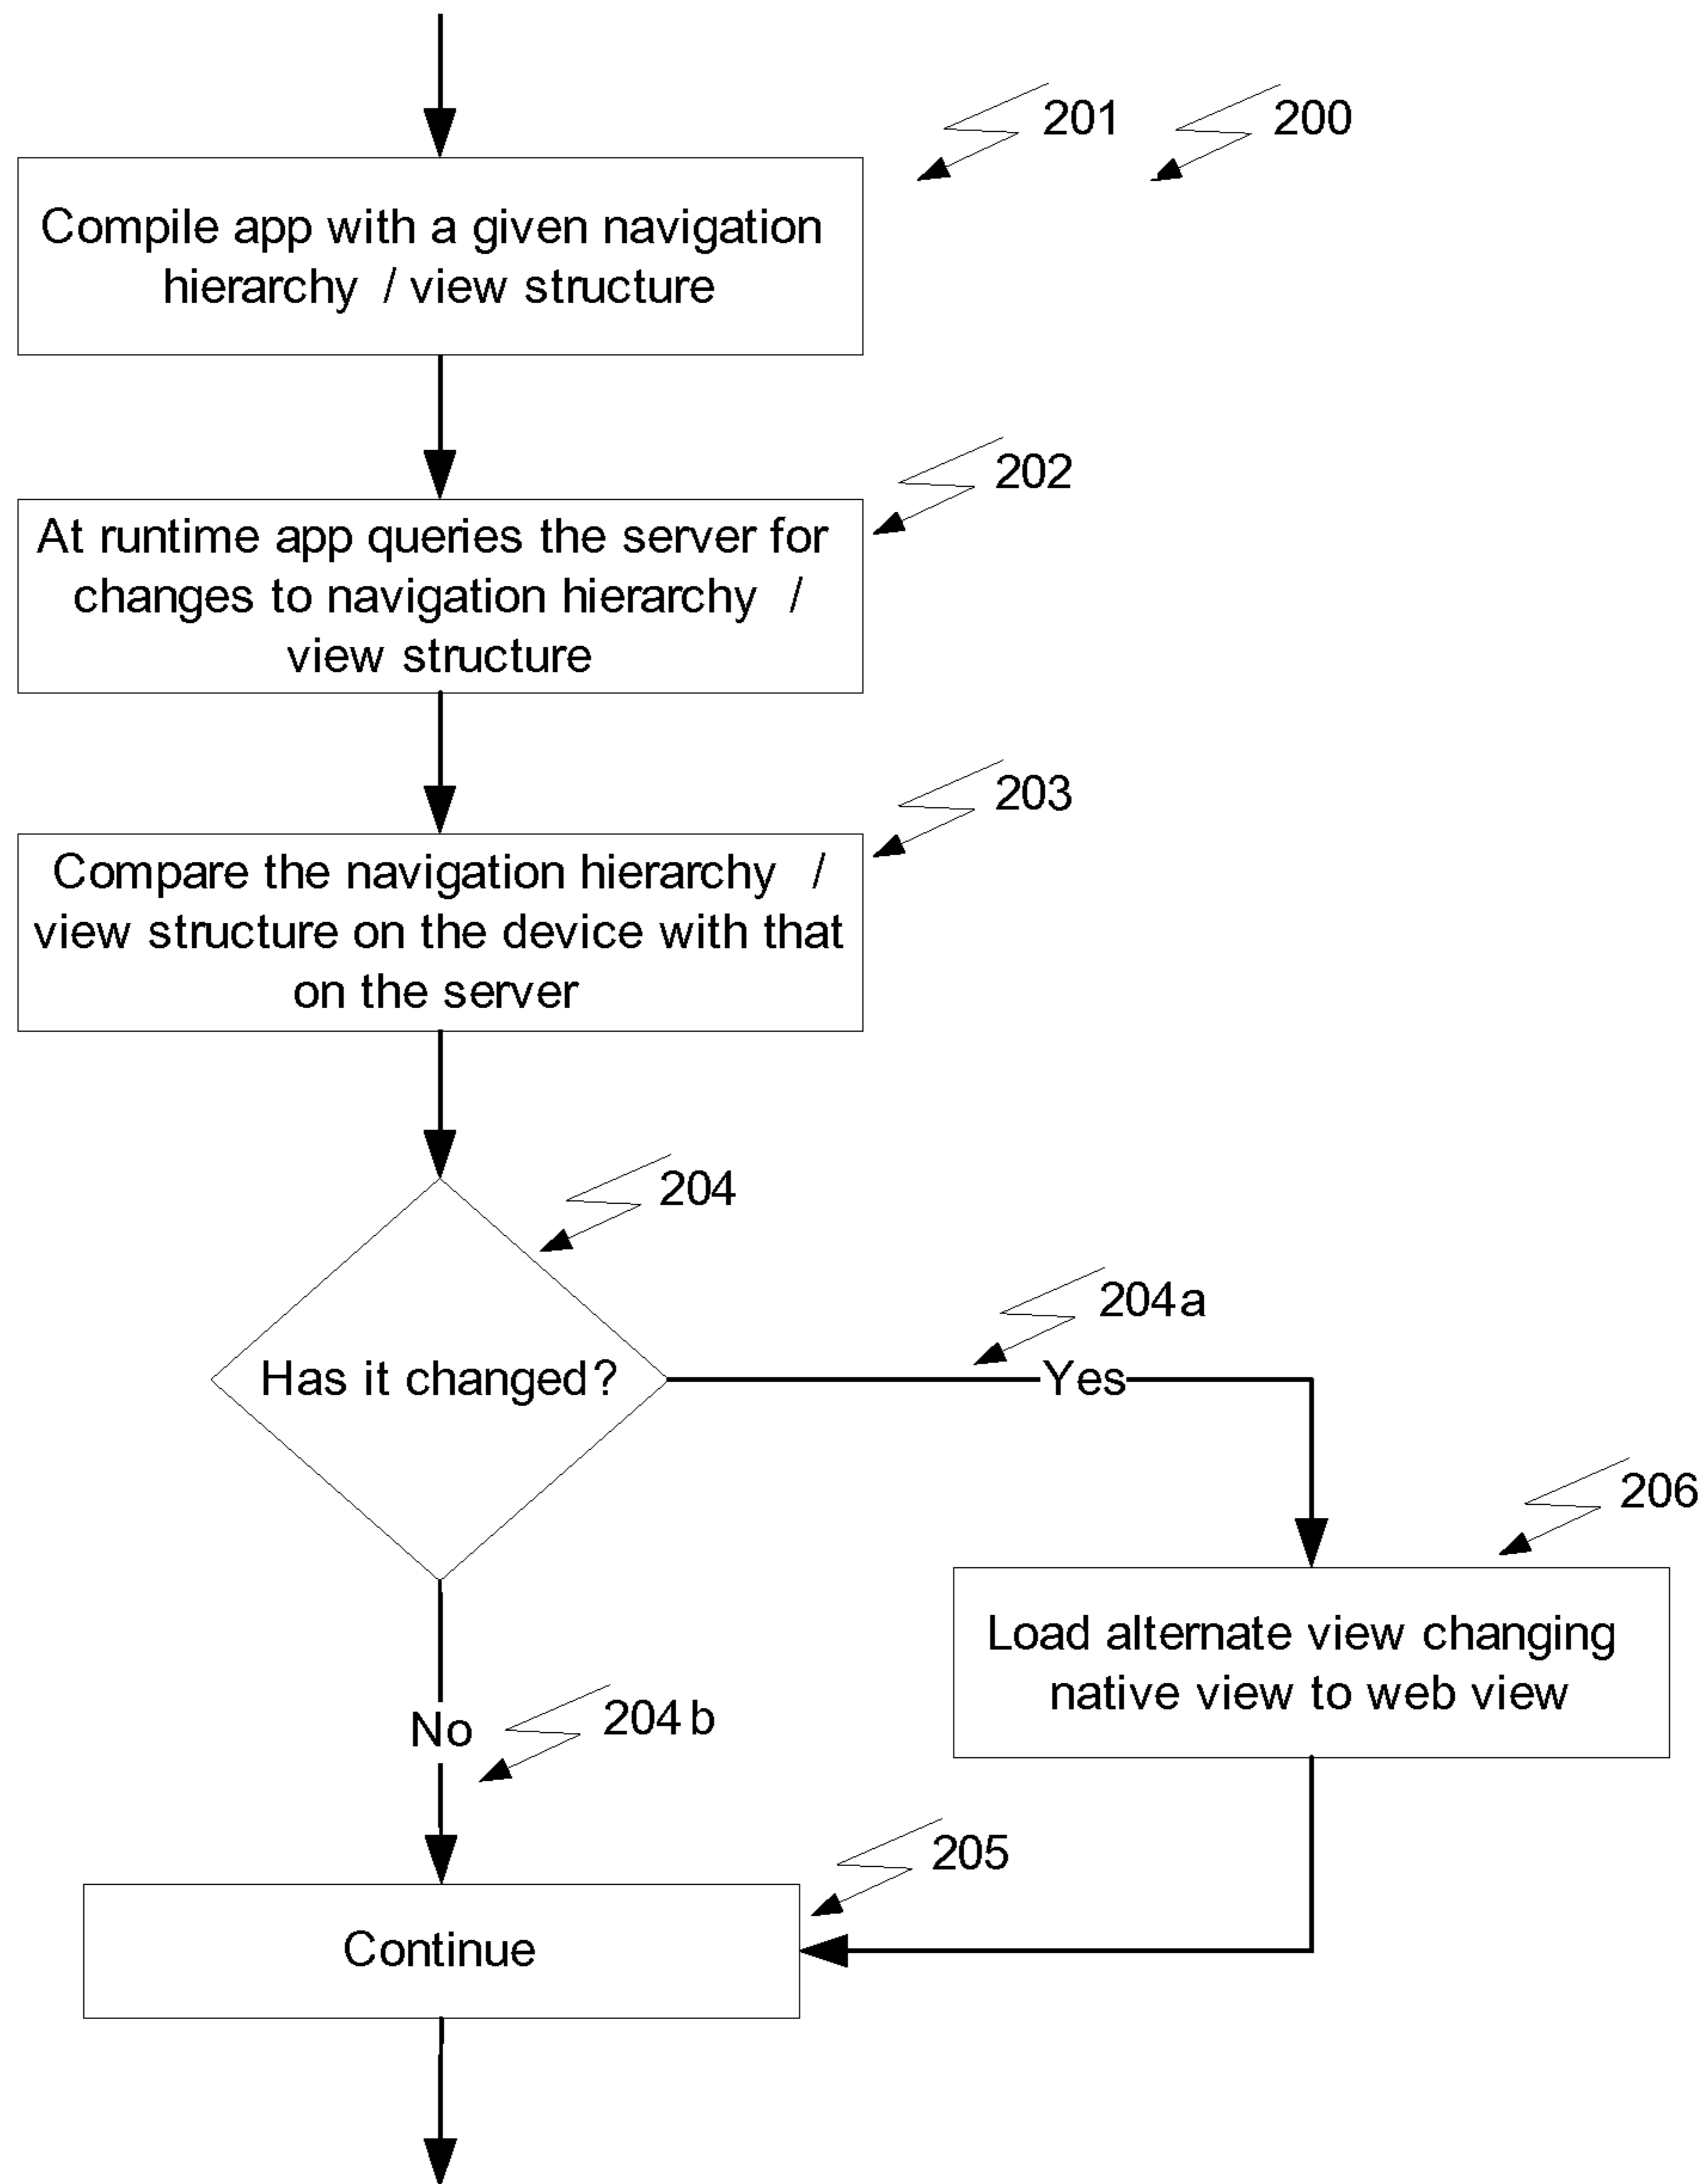 201
200
Compile app with a given navigation
hierarchy / view structure
202
At runtime app queries the server for
changes to navigation hierarchy /
view structure
203
Compare the navigation hierarchy /
view structure on the device with that
on the server
204
204a
Has it changed?
Yes
206
Load alternate view changing
native view to web view
No
204b
205
Continue